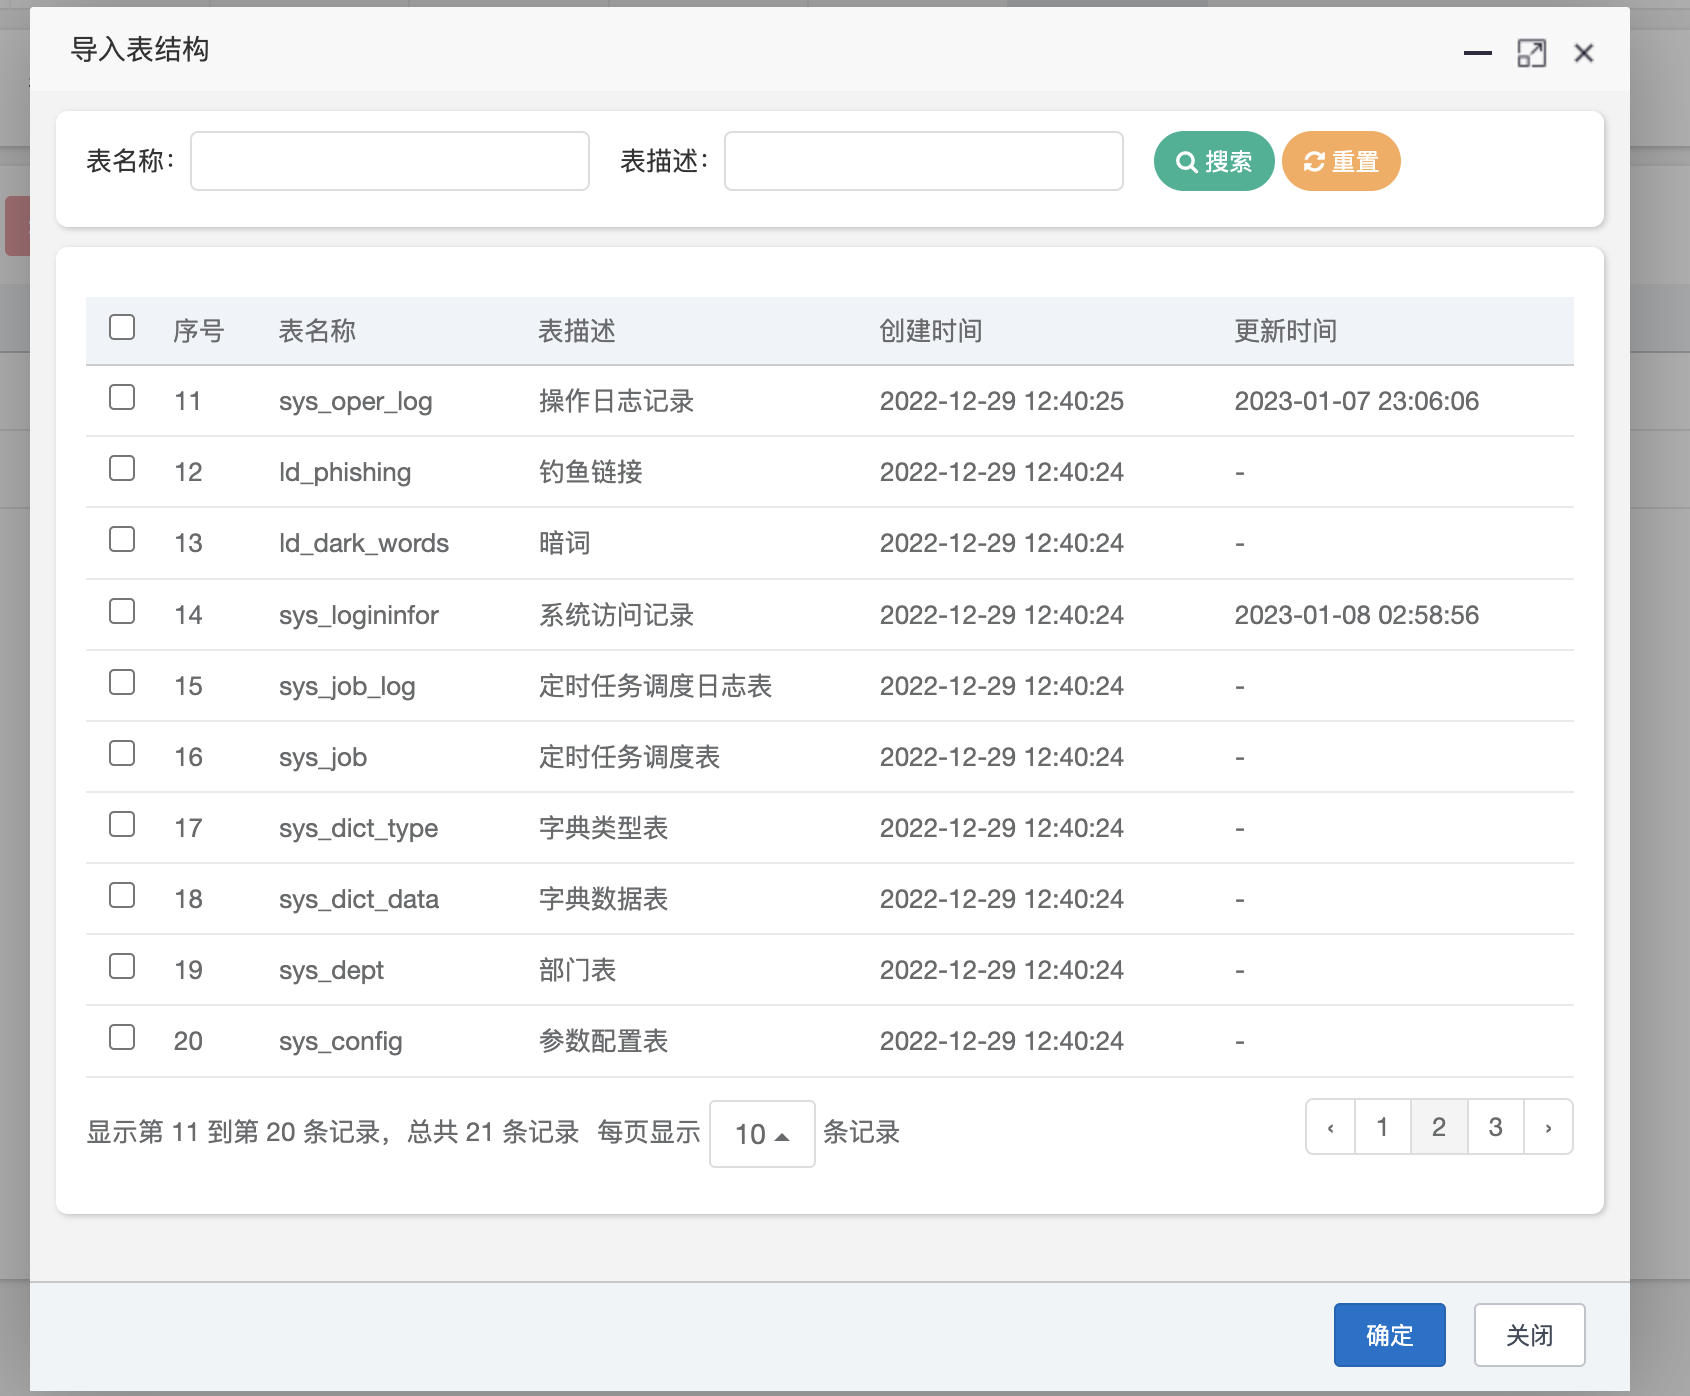 导入表结构
表名称： 表描述： 搜索 重置
序号 表名称 表描述 创建时间 更新时间
11 sys_oper_log 操作日志记录 2022-12-29 12:40:25 2023-01-07 23:06:06
12 ld_phishing 钓鱼链接 2022-12-29 12:40:24 -
13 ld_dark_words 暗词 2022-12-29 12:40:24 -
14 sys_logininfor 系统访问记录 2022-12-29 12:40:24 2023-01-08 02:58:56
15 sys_job_log 定时任务调度日志表 2022-12-29 12:40:24 -
16 sys_job 定时任务调度表 2022-12-29 12:40:24 -
17 sys_dict_type 字典类型表 2022-12-29 12:40:24 -
18 sys_dict_data 字典数据表 2022-12-29 12:40:24 -
19 sys_dept 部门表 2022-12-29 12:40:24 -
20 sys_config 参数配置表 2022-12-29 12:40:24 -
显示第 11 到第 20 条记录，总共 21 条记录 每页显示 10 条记录 ‹ 1 2 3 ›
确定 关闭